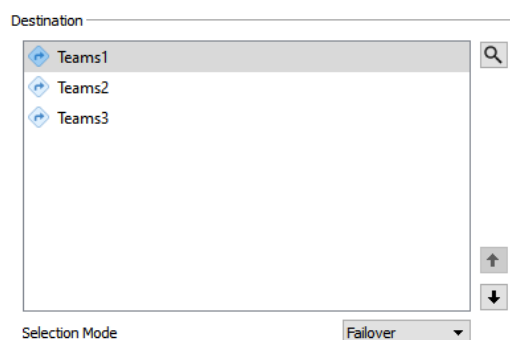 Destination
Teams1
Teams2
Teams3
Selection Mode Failover